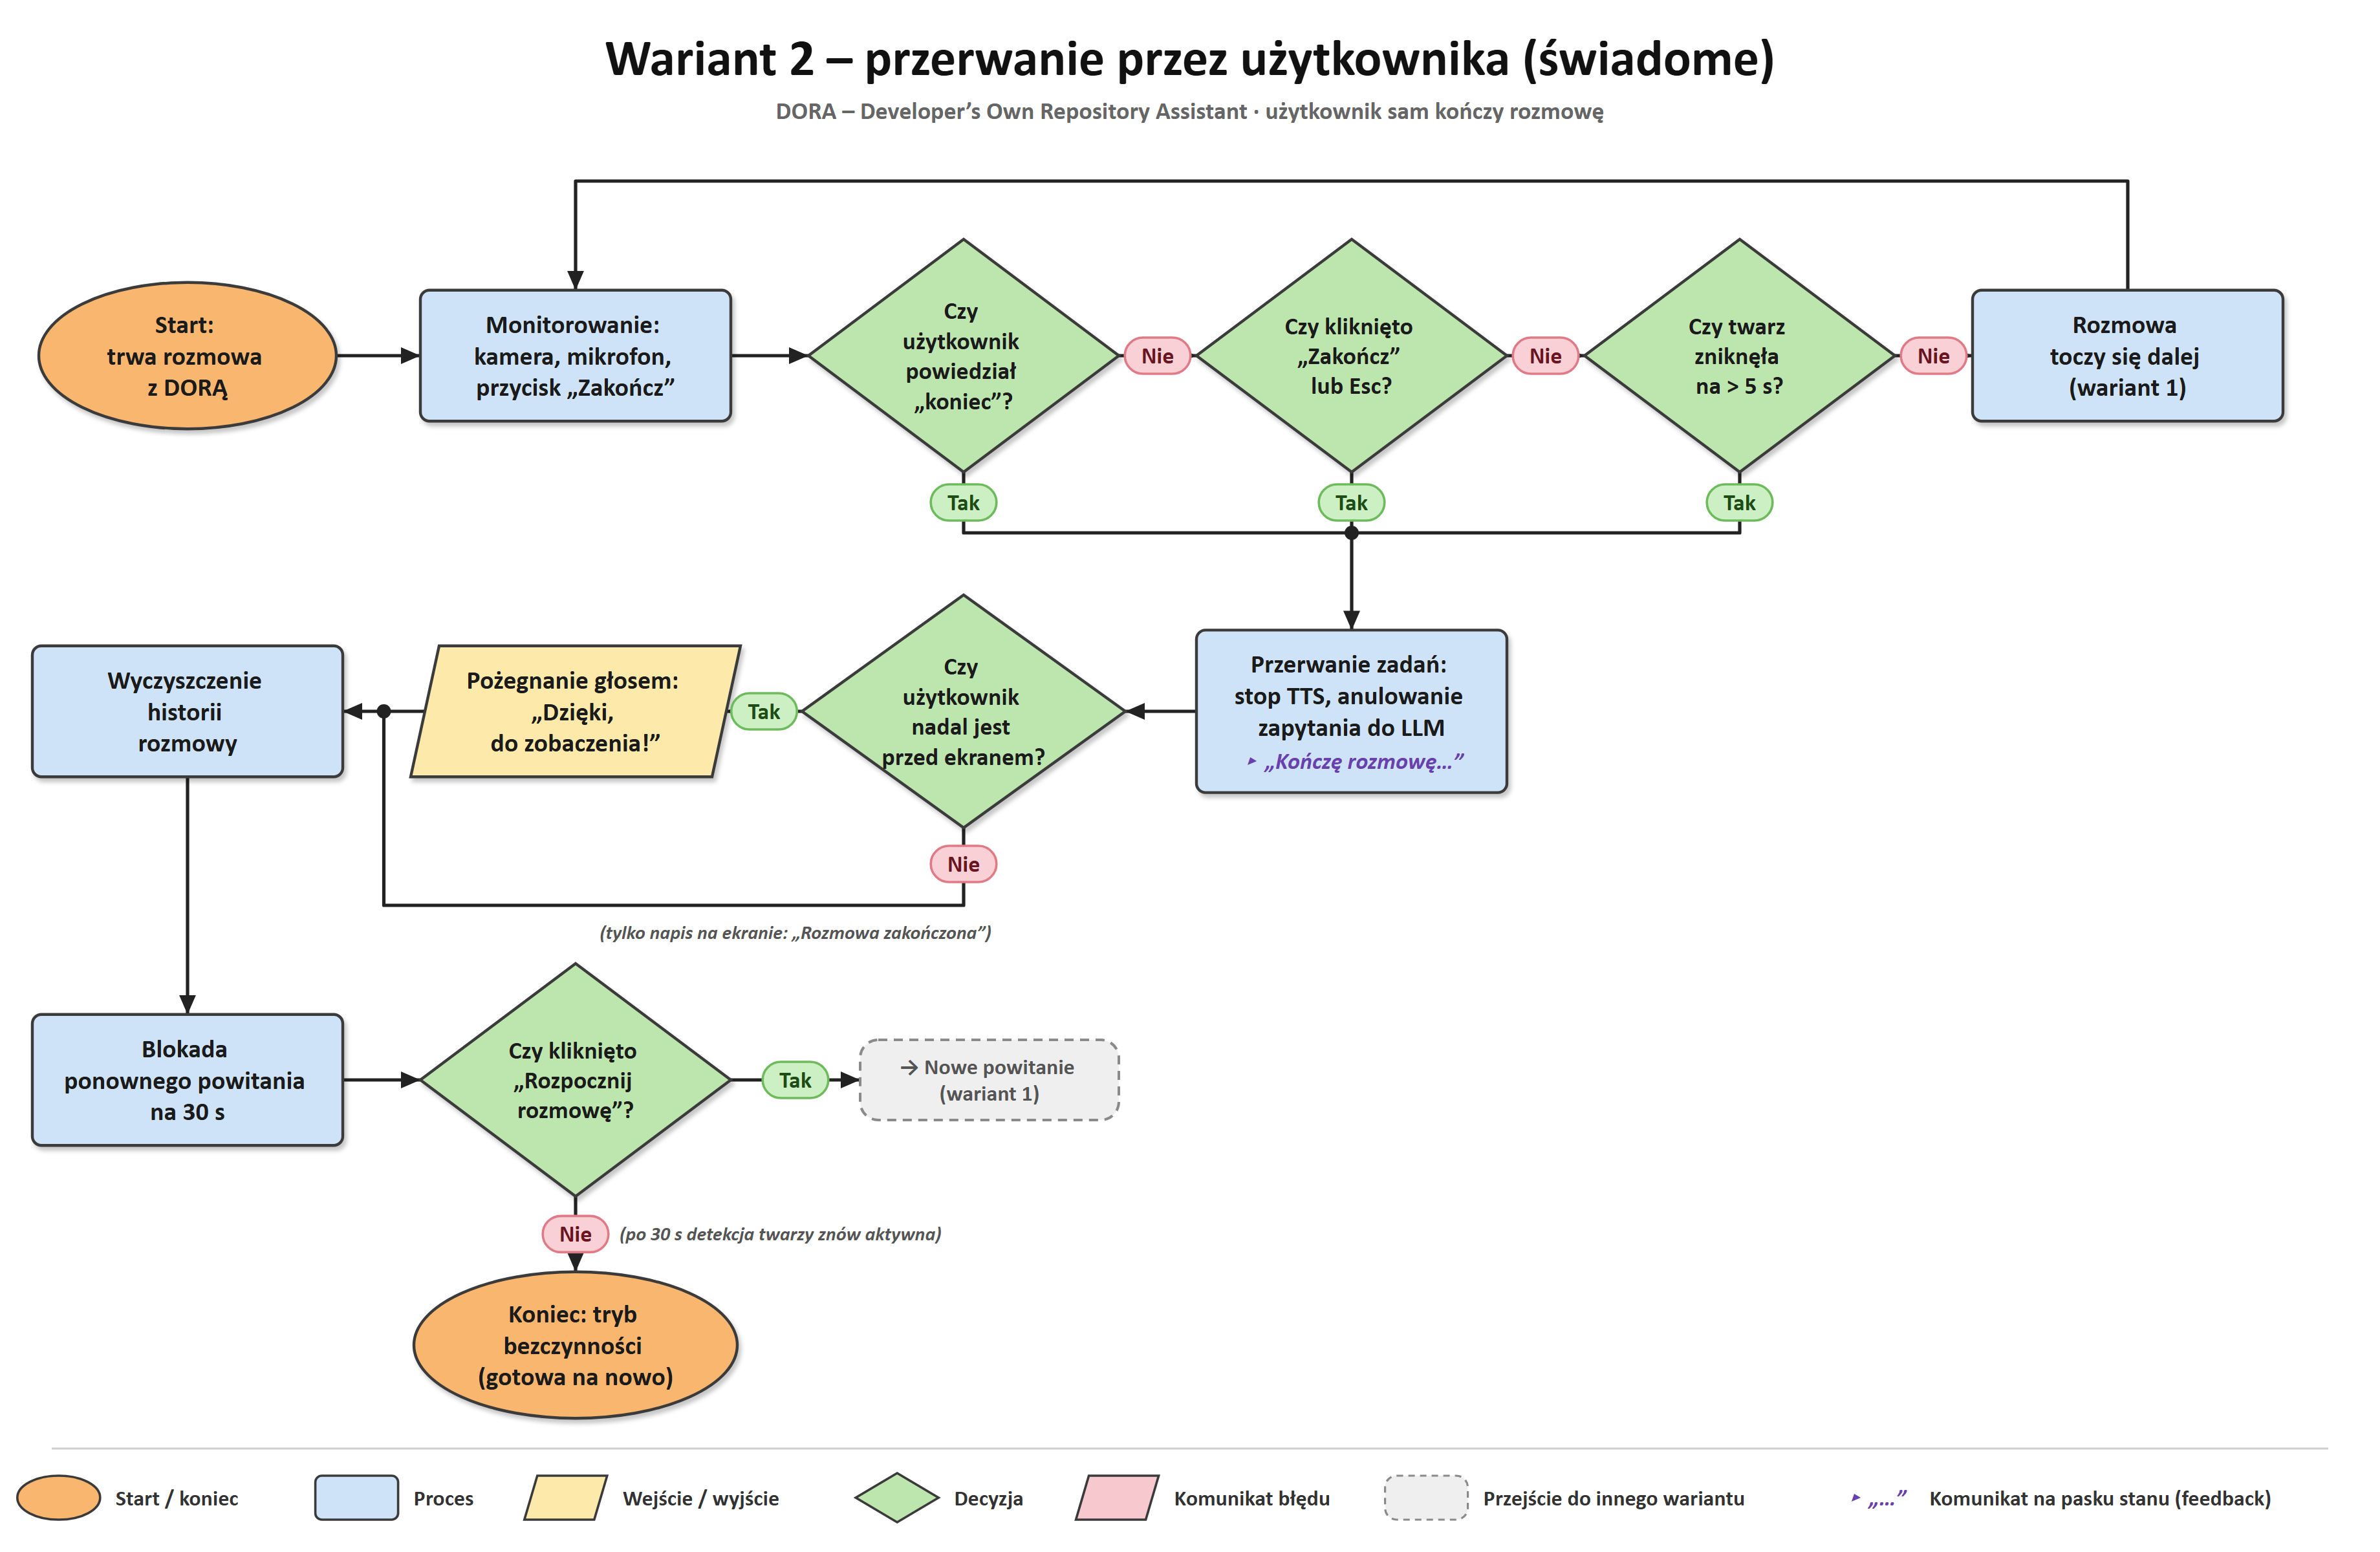 Wariant 2 – przerwanie przez użytkownika (świadome)
DORA – Developer’s Own Repository Assistant · użytkownik sam kończy rozmowę
Start:
trwa rozmowa
z DORĄ
Monitorowanie:
kamera, mikrofon,
przycisk „Zakończ”
Czy
użytkownik
powiedział
„koniec”?
Nie
Czy kliknięto
„Zakończ”
lub Esc?
Nie
Czy twarz
zniknęła
na > 5 s?
Nie
Rozmowa
toczy się dalej
(wariant 1)
Tak
Tak
Tak
Przerwanie zadań:
stop TTS, anulowanie
zapytania do LLM
▸ „Kończę rozmowę…”
Czy
użytkownik
nadal jest
przed ekranem?
Tak
Pożegnanie głosem:
„Dzięki,
do zobaczenia!”
Wyczyszczenie
historii
rozmowy
Nie
(tylko napis na ekranie: „Rozmowa zakończona”)
Blokada
ponownego powitania
na 30 s
Czy kliknięto
„Rozpocznij
rozmowę”?
Tak
→ Nowe powitanie
(wariant 1)
Nie
(po 30 s detekcja twarzy znów aktywna)
Koniec: tryb
bezczynności
(gotowa na nowo)
Start / koniec
Proces
Wejście / wyjście
Decyzja
Komunikat błędu
Przejście do innego wariantu
▸ „…”
Komunikat na pasku stanu (feedback)